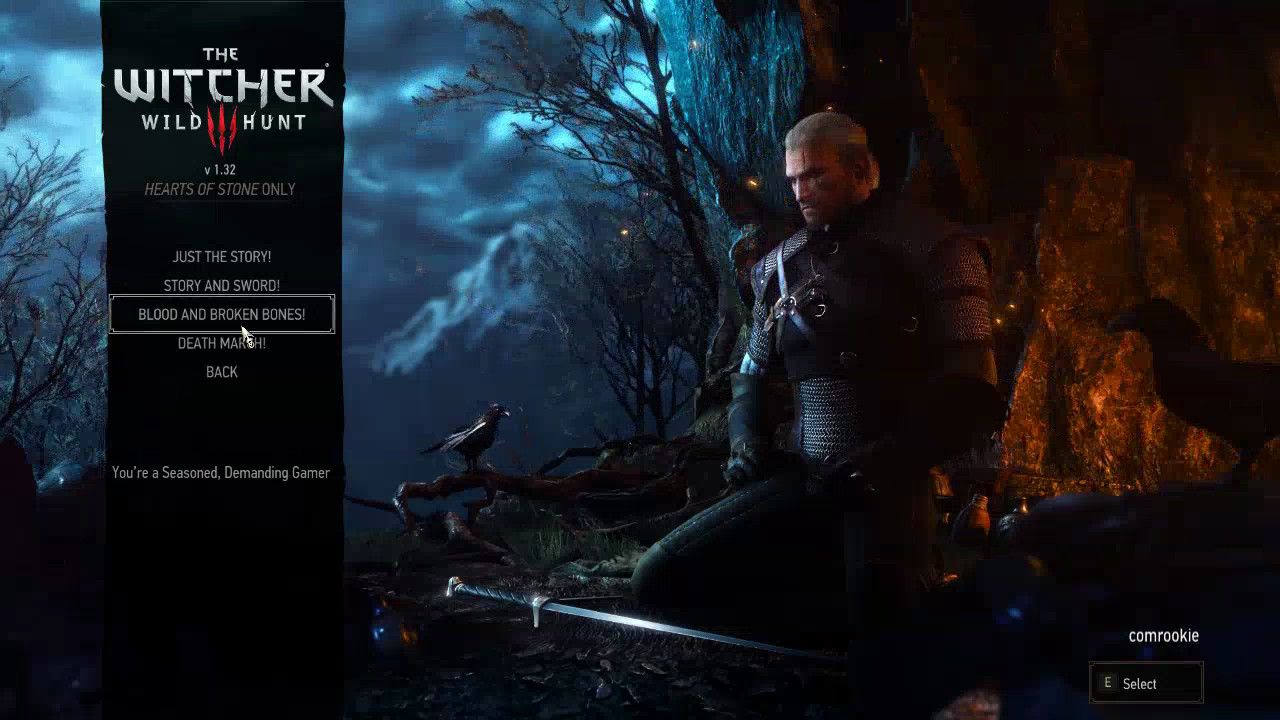 THE
WITCHER
WILD HUNT
v 1.32
HEARTS OF STONE ONLY
JUST THE STORY!
STORY AND SWORD!
BLOOD AND BROKEN BONES!
DEATH MARCH!
BACK
You're a Seasoned, Demanding Gamer
comrookie
E Select